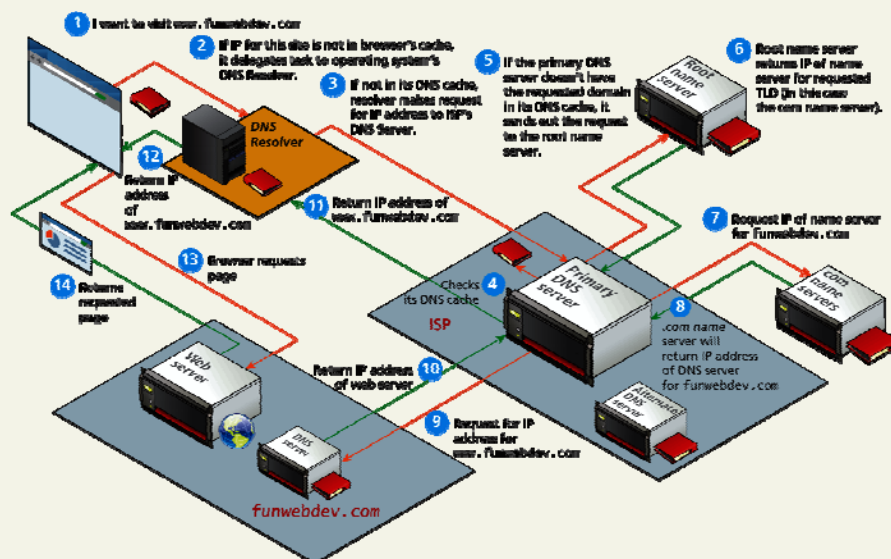 1 I want to visit www.funwebdev.com
2 If IP for this site is not in browser's cache,
it delegates task to operating system's
DNS Resolver.
3 If not in its DNS cache,
resolver makes request
for IP address to ISP's
DNS Server.
DNS
Resolver
5 If the primary DNS
server doesn't have
the requested domain
in its DNS cache, it
sends out the request
to the root name
server.
Root
name
server
6 Root name server
returns IP of name
server for requested
TLD (in this case
the com name server).
12
Return IP
address
of
www.funwebdev.com
11 Return IP address of
www.funwebdev.com
7 Request IP of name server
for funwebdev.com
com
name
servers
13 Browser requests
page
14 Returns
requested
page
4
Checks
its DNS cache
Primary
DNS
server
ISP
8
.com name
server will
return IP address
of DNS server
for funwebdev.com
Alternate
DNS
server
Web
server
Return IP address
of web server
10
9 Request for IP
address for
www.funwebdev.com
DNS
server
funwebdev.com